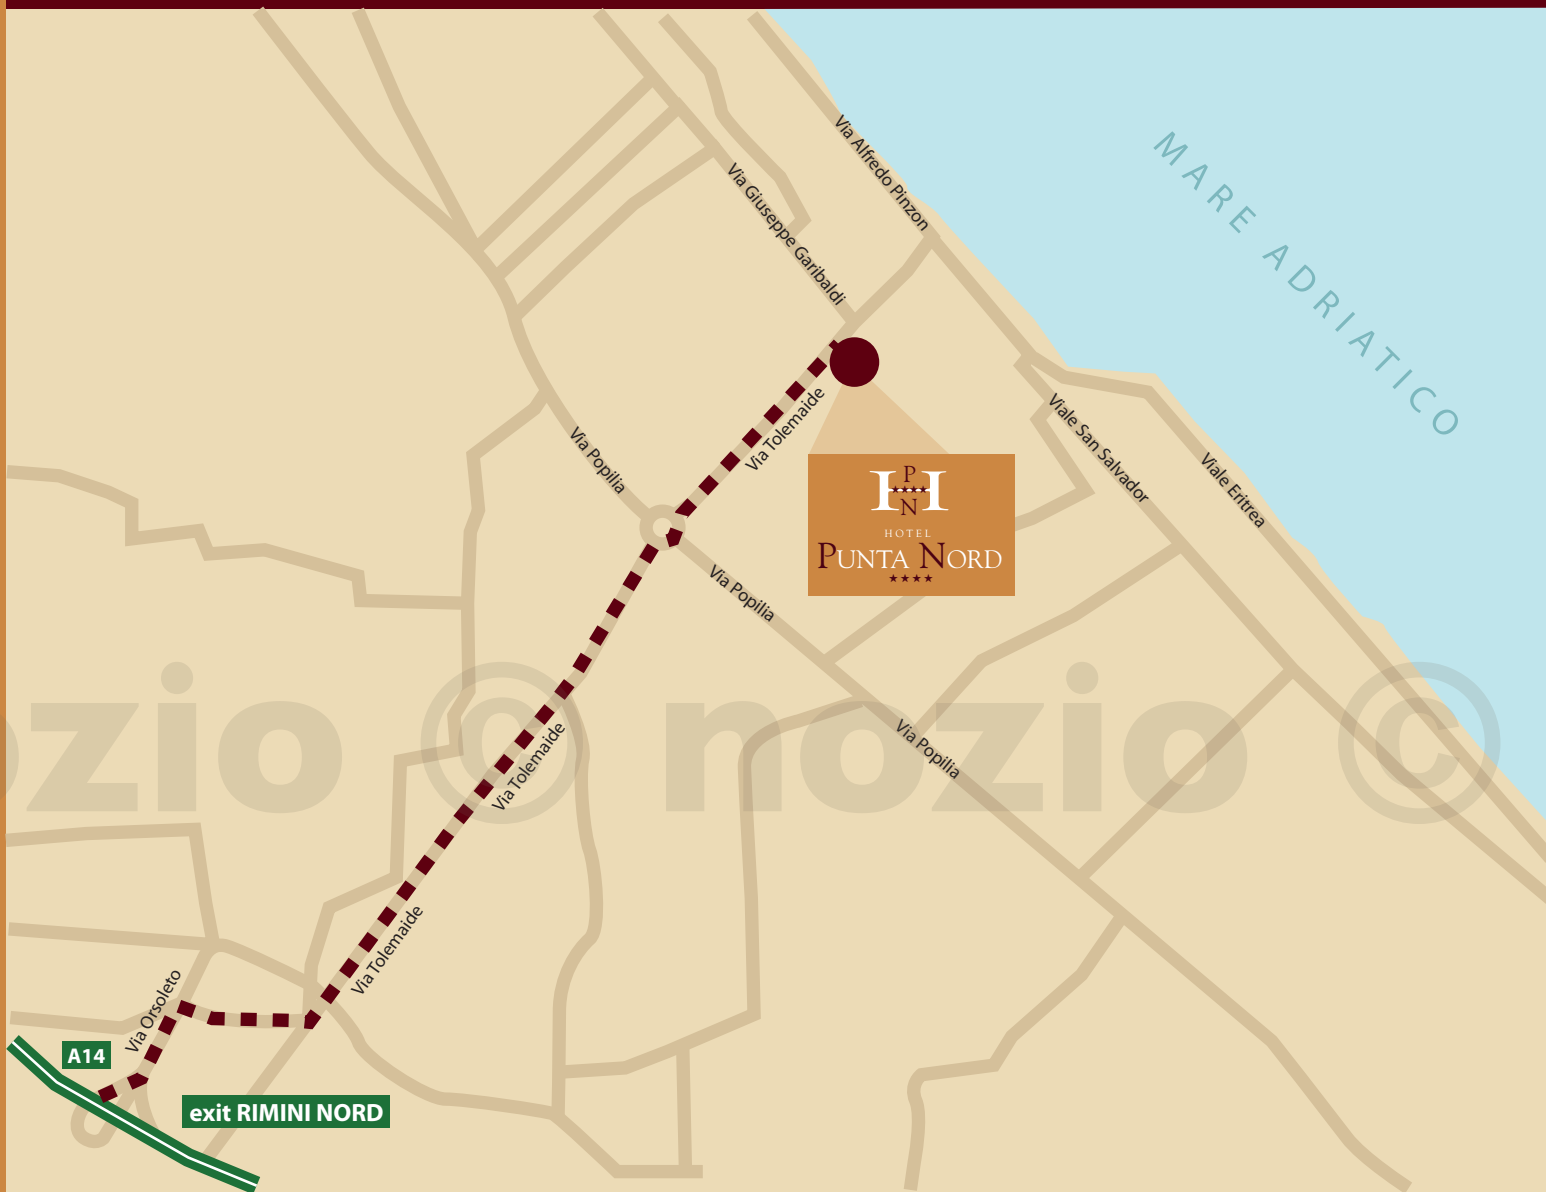 Via Alfredo Pinzon
MARE ADRIATICO
Via Giuseppe Garibaldi
Via Tolemaide
Viale San Salvador
Viale Eritrea
Via Popilia
P
★★★★
H
N
HOTEL
PUNTA NORD
★★★★
Via Popilia
nozio © nozio ©
Via Tolemaide
Via Popilia
Via Tolemaide
Via Orsoleto
A14
exit RIMINI NORD